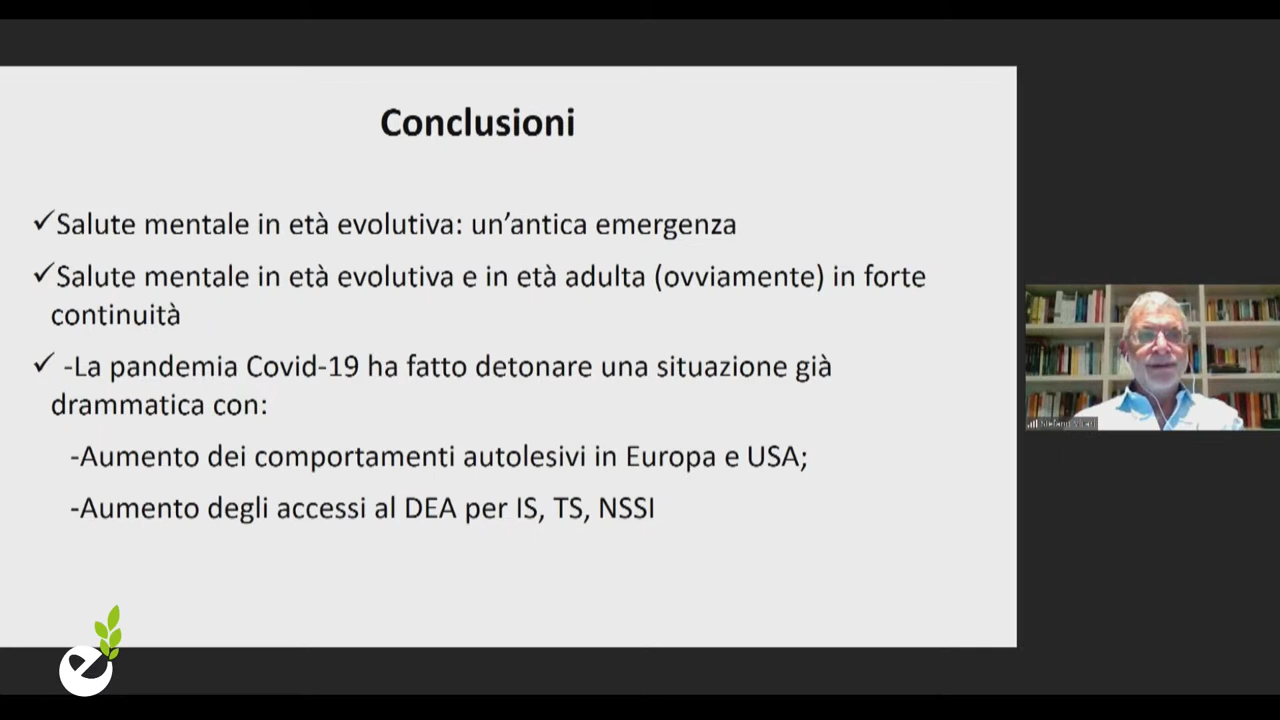 Conclusioni
✓Salute mentale in età evolutiva: un’antica emergenza
✓Salute mentale in età evolutiva e in età adulta (ovviamente) in forte
continuità
✓ -La pandemia Covid-19 ha fatto detonare una situazione già
drammatica con:
-Aumento dei comportamenti autolesivi in Europa e USA;
-Aumento degli accessi al DEA per IS, TS, NSSI
Stefano